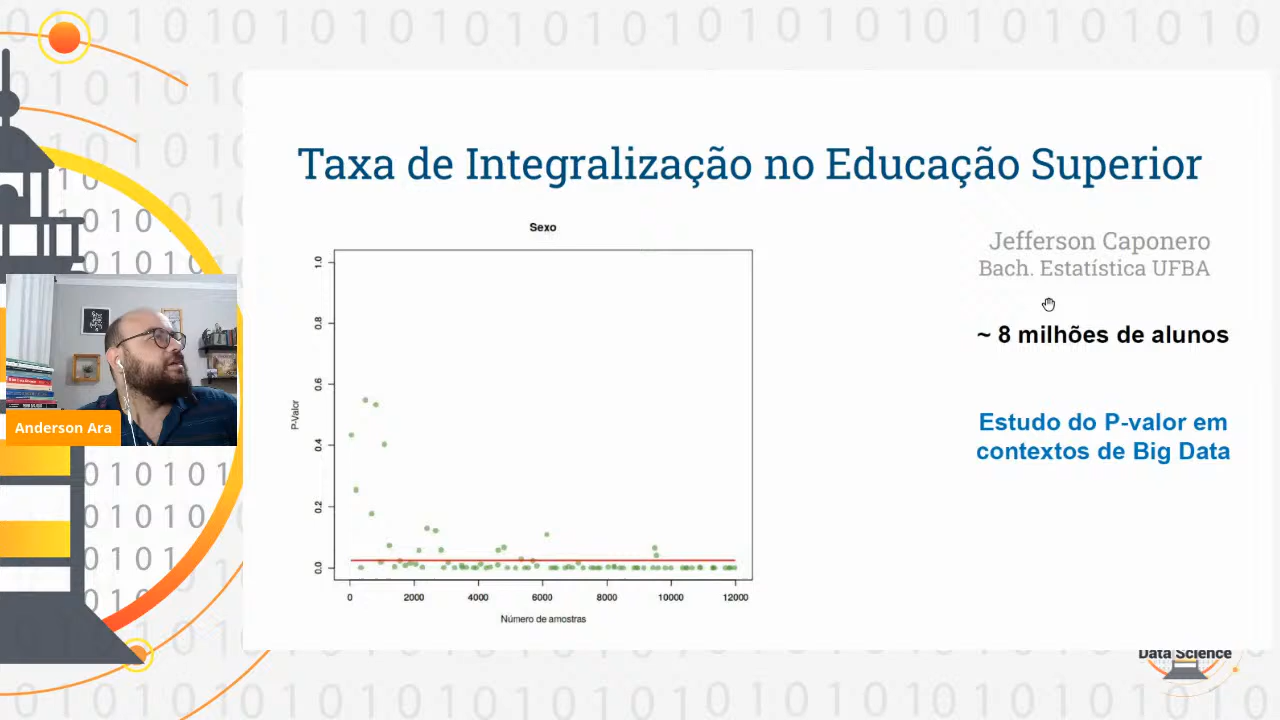 Taxa de Integralização no Educação Superior
Sexo
Jefferson Caponero
Bach. Estatística UFBA
~ 8 milhões de alunos
Estudo do P-valor em
contextos de Big Data
P-Valor
1.0
0.8
0.6
0.4
0.2
0.0
0 2000 4000 6000 8000 10000 12000
Número de amostras
Anderson Ara
Data Science